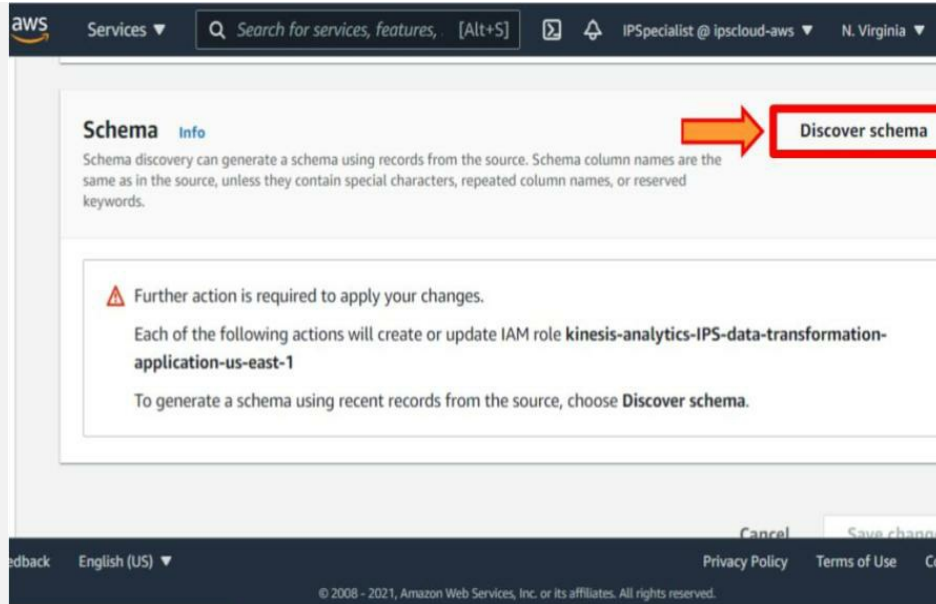 aws
Services ▼
Search for services, features, [Alt+S]
IPSpecialist @ ipscloud-aws ▼
N. Virginia ▼
Schema Info
Discover schema
Schema discovery can generate a schema using records from the source. Schema column names are the
same as in the source, unless they contain special characters, repeated column names, or reserved
keywords.
Further action is required to apply your changes.
Each of the following actions will create or update IAM role kinesis-analytics-IPS-data-transformation-
application-us-east-1
To generate a schema using recent records from the source, choose Discover schema.
Cancel
Save chang
edback
English (US) ▼
Privacy Policy
Terms of Use
© 2008 - 2021, Amazon Web Services, Inc. or its affiliates. All rights reserved.